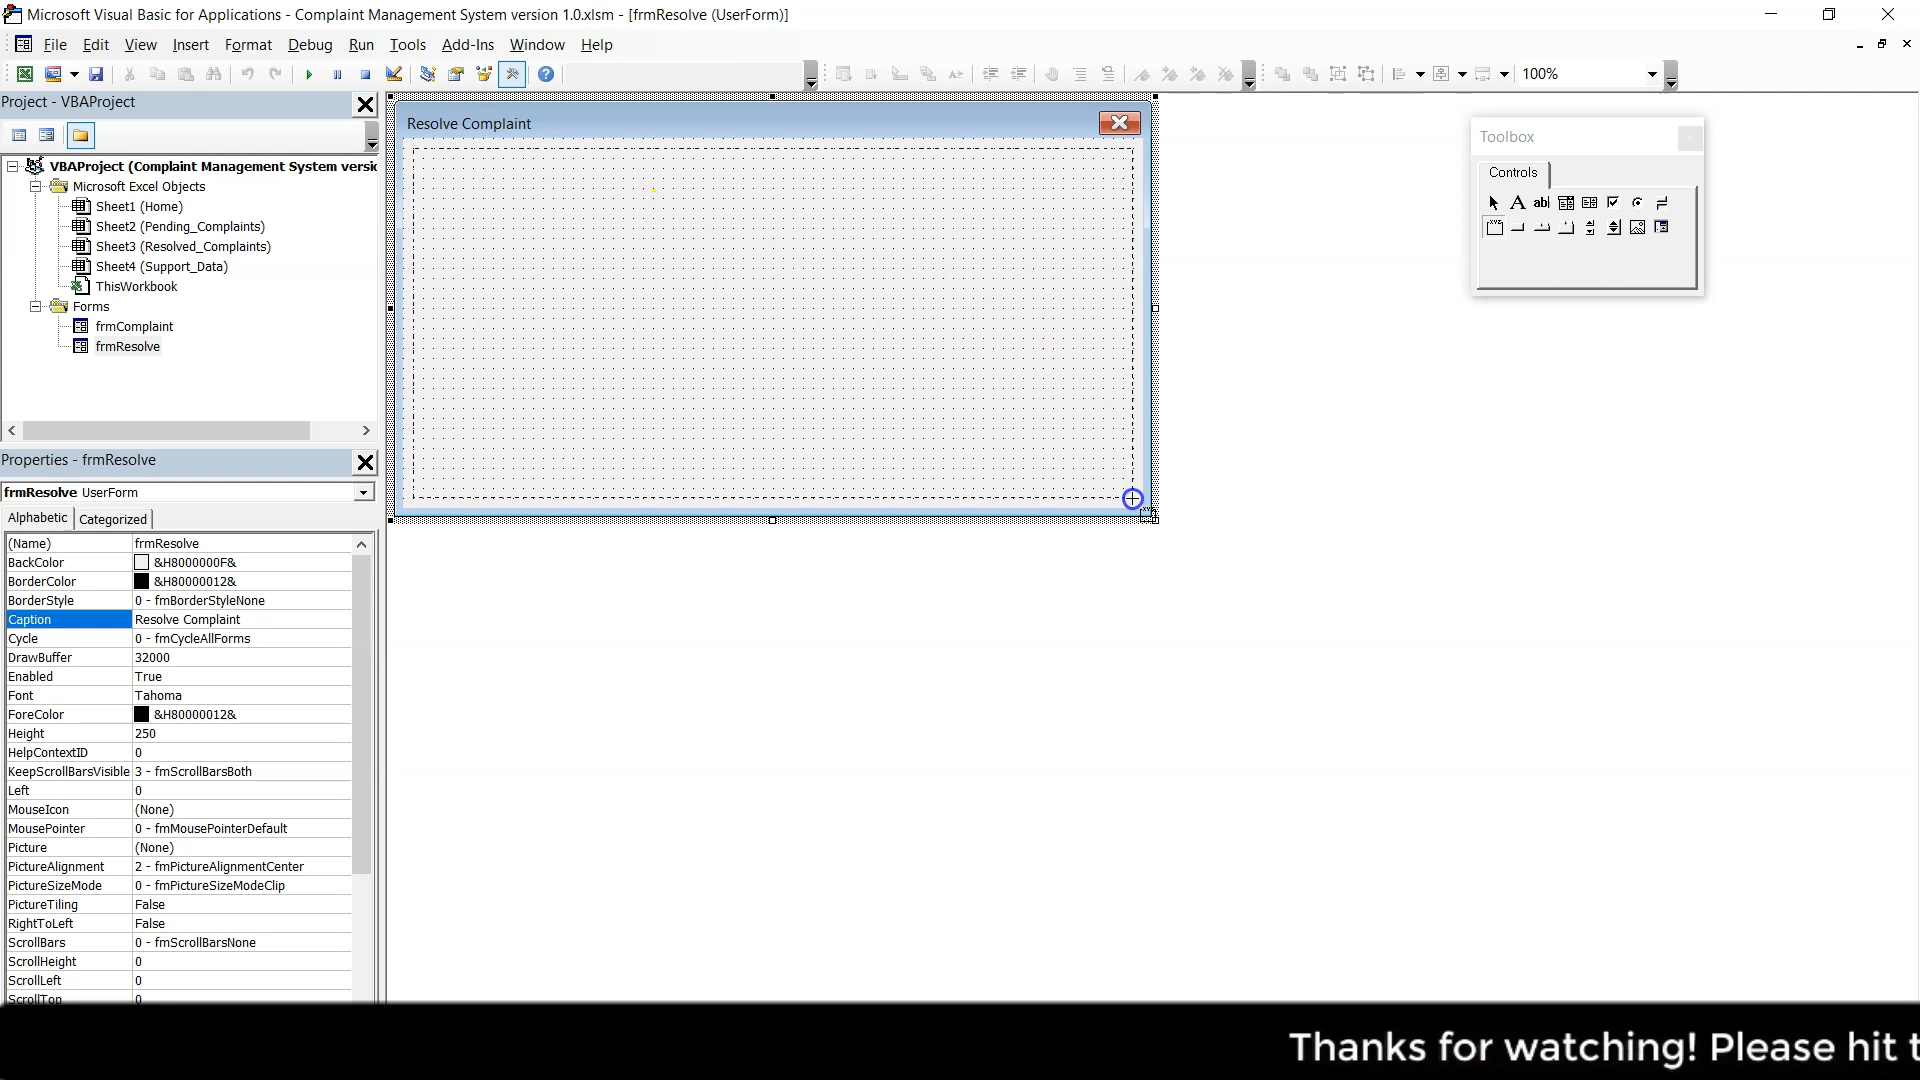 Microsoft Visual Basic for Applications - Complaint Management System version 1.0.xlsm - [frmResolve (UserForm)]
File Edit View Insert Format Debug Run Tools Add-Ins Window Help
100%
Project - VBAProject
VBAProject (Complaint Management System versic
Microsoft Excel Objects
Sheet1 (Home)
Sheet2 (Pending_Complaints)
Sheet3 (Resolved_Complaints)
Sheet4 (Support_Data)
ThisWorkbook
Forms
frmComplaint
frmResolve
Resolve Complaint
Toolbox
Controls
A abl
Properties - frmResolve
frmResolve UserForm
Alphabetic Categorized
(Name) frmResolve
BackColor &H8000000F&
BorderColor &H80000012&
BorderStyle 0 - fmBorderStyleNone
Caption Resolve Complaint
Cycle 0 - fmCycleAllForms
DrawBuffer 32000
Enabled True
Font Tahoma
ForeColor &H80000012&
Height 250
HelpContextID 0
KeepScrollBarsVisible 3 - fmScrollBarsBoth
Left 0
MouseIcon (None)
MousePointer 0 - fmMousePointerDefault
Picture (None)
PictureAlignment 2 - fmPictureAlignmentCenter
PictureSizeMode 0 - fmPictureSizeModeClip
PictureTiling False
RightToLeft False
ScrollBars 0 - fmScrollBarsNone
ScrollHeight 0
ScrollLeft 0
ScrollTop 0
Thanks for watching! Please hit t